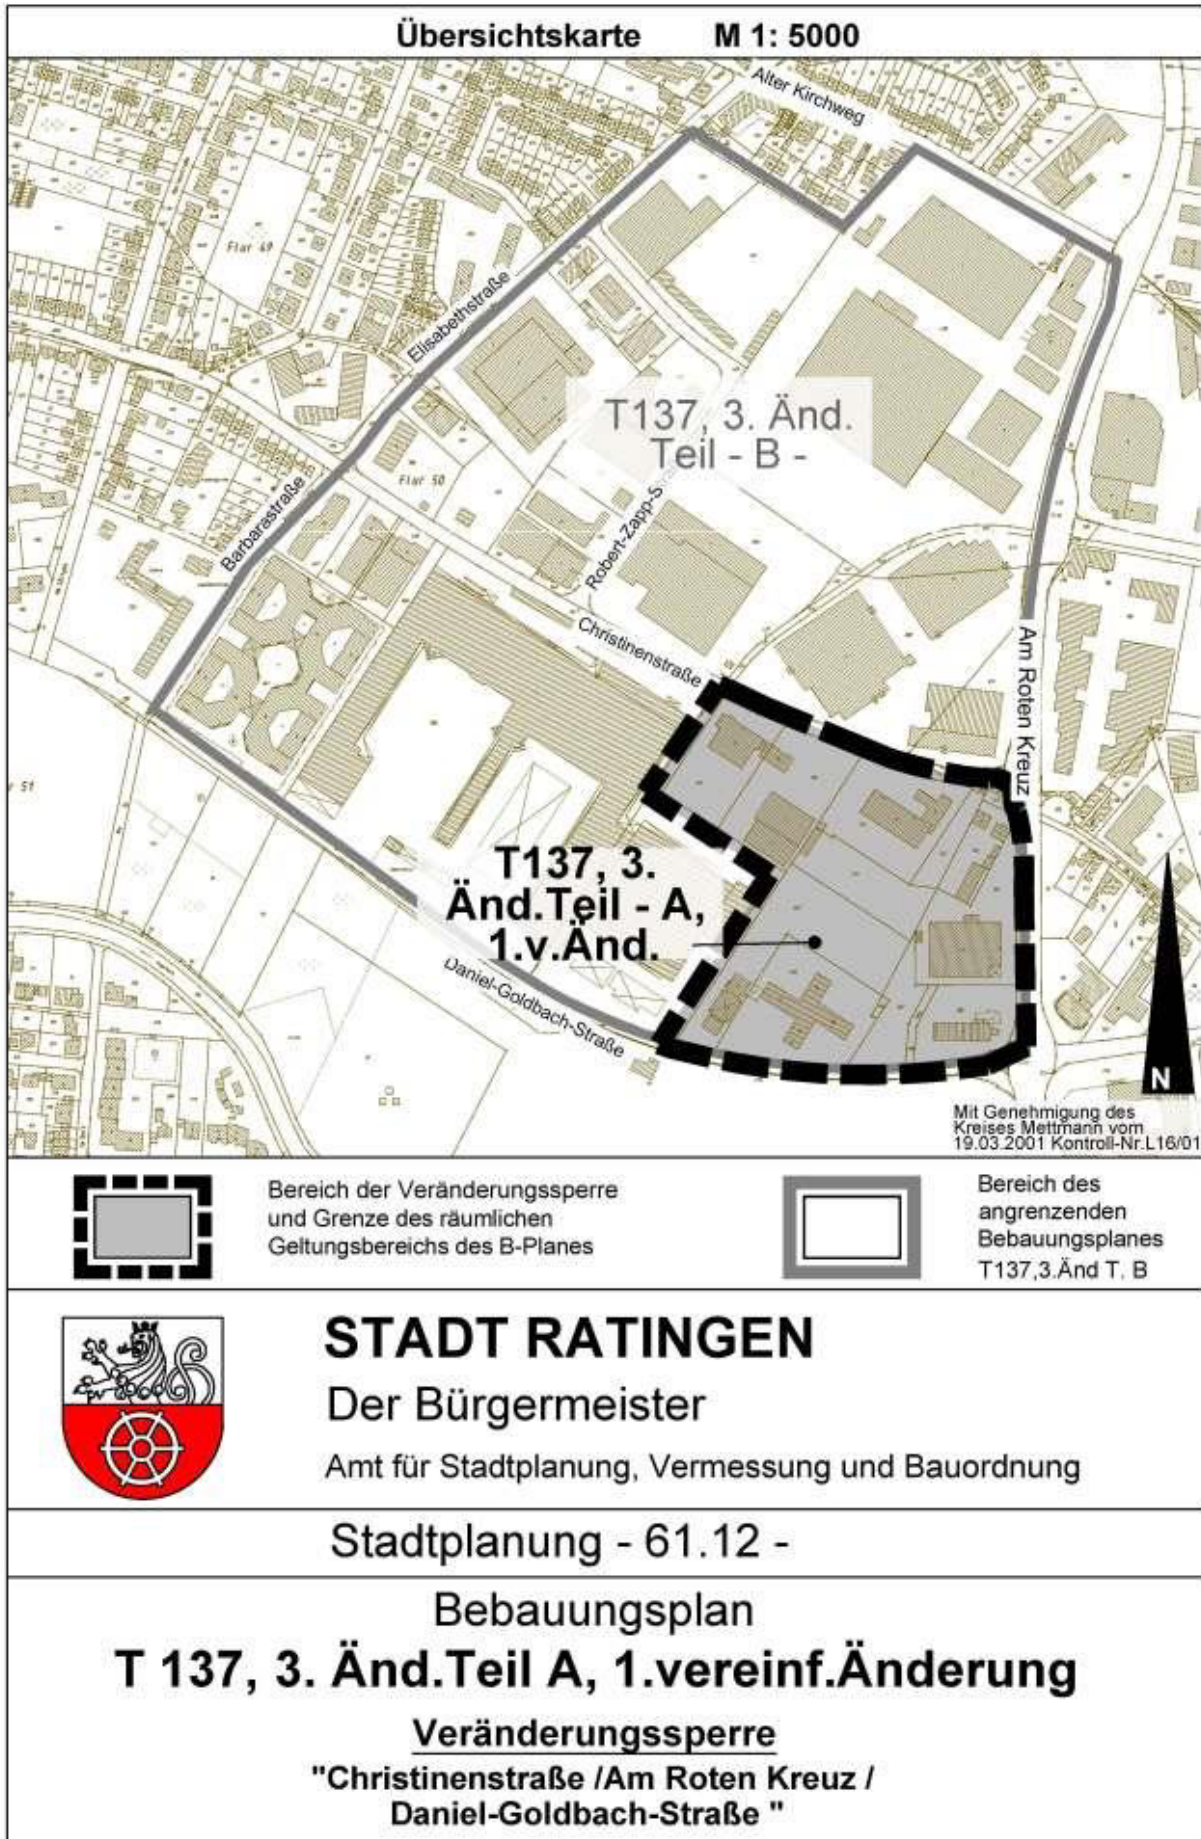 Übersichtskarte M 1: 5000
Alter Kirchweg
Flur 49
Elisabethstraße
T137, 3. Änd.
Teil - B -
Flur 50
Barbarastraße
Robert-Zapp-S
Christinenstraße
Am Roten Kreuz
51
T137, 3.
Änd.Teil - A,
1.v.Änd.
Daniel-Goldbach-Straße
N
Mit Genehmigung des
Kreises Mettmann vom
19.03.2001 Kontroll-Nr.L16/01
Bereich der Veränderungssperre
und Grenze des räumlichen
Geltungsbereichs des B-Planes
Bereich des
angrenzenden
Bebauungsplanes
T137,3.Änd T. B
STADT RATINGEN
Der Bürgermeister
Amt für Stadtplanung, Vermessung und Bauordnung
Stadtplanung - 61.12 -
Bebauungsplan
T 137, 3. Änd.Teil A, 1.vereinf.Änderung
Veränderungssperre
"Christinenstraße /Am Roten Kreuz /
Daniel-Goldbach-Straße "